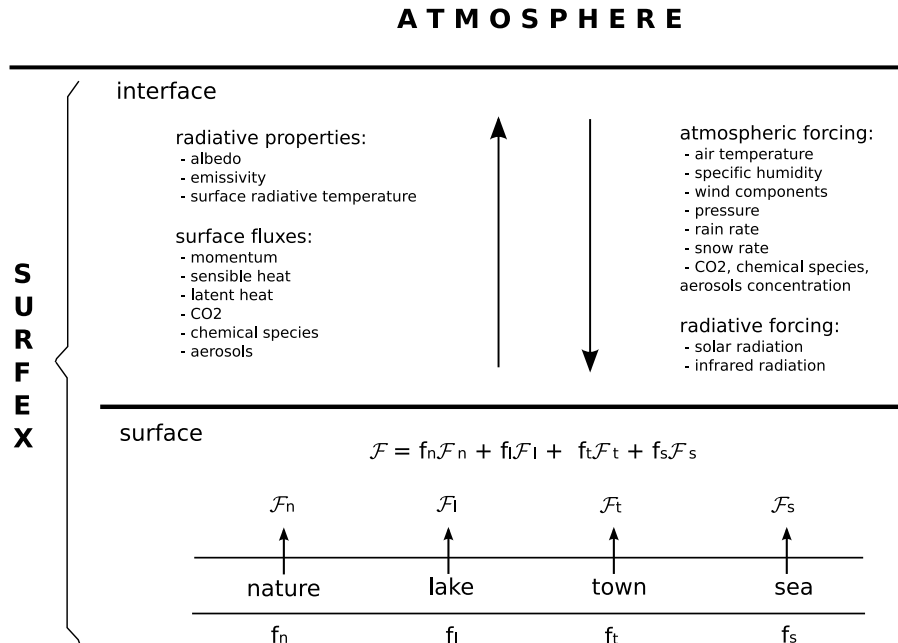 A T M O S P H E R E
interface
radiative properties:
- albedo
- emissivity
- surface radiative temperature
surface fluxes:
- momentum
- sensible heat
- latent heat
- CO2
- chemical species
- aerosols
atmospheric forcing:
- air temperature
- specific humidity
- wind components
- pressure
- rain rate
- snow rate
- CO2, chemical species,
aerosols concentration
radiative forcing:
- solar radiation
- infrared radiation
S
U
R
F
E
X
surface
ℱ = fnℱn + flℱl + ftℱt + fsℱs
ℱn ℱl ℱt ℱs
nature lake town sea
fn fl ft fs